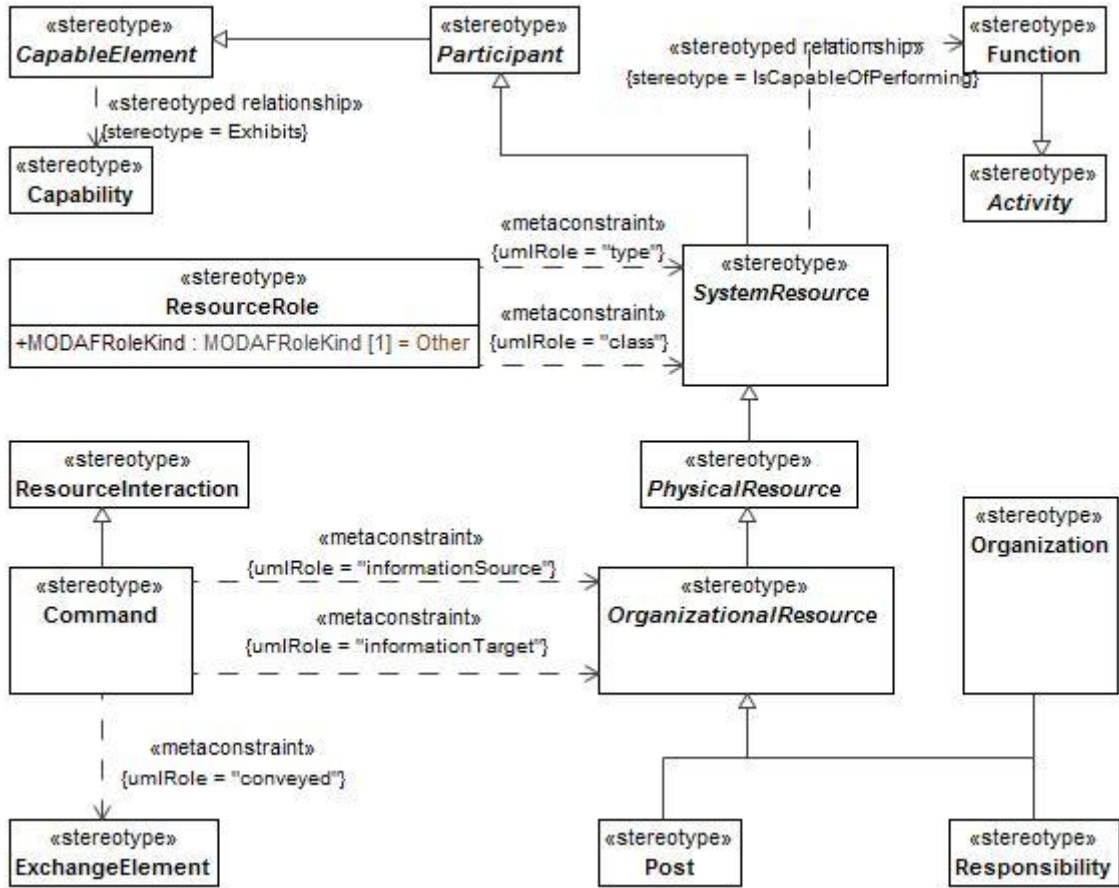 «stereotype»
CapableElement
«stereotype»
Participant
«stereotyped relationship»
{stereotype = IsCapableOfPerforming}
«stereotype»
Function
«stereotyped relationship»
{stereotype = Exhibits}
«stereotype»
Capability
«stereotype»
Activity
«metaconstraint»
{umlRole = "type"}
«stereotype»
ResourceRole
+MODAFRoleKind : MODAFRoleKind [1] = Other
«metaconstraint»
{umlRole = "class"}
«stereotype»
SystemResource
«stereotype»
ResourceInteraction
«stereotype»
PhysicalResource
«stereotype»
Organization
«metaconstraint»
{umlRole = "informationSource"}
«stereotype»
Command
«stereotype»
OrganizationalResource
«metaconstraint»
{umlRole = "informationTarget"}
«metaconstraint»
{umlRole = "conveyed"}
«stereotype»
ExchangeElement
«stereotype»
Post
«stereotype»
Responsibility